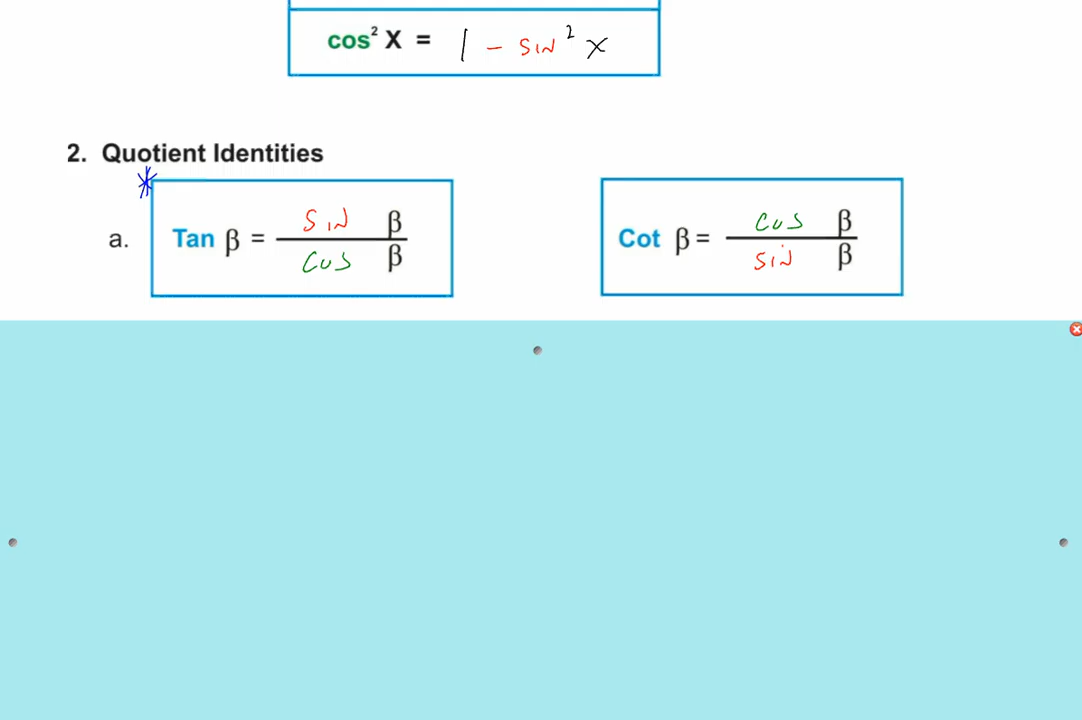 cos² X = 1 - sin² x
2. Quotient Identities
*
a. Tan β = sin β / cos β
Cot β = cos β / sin β